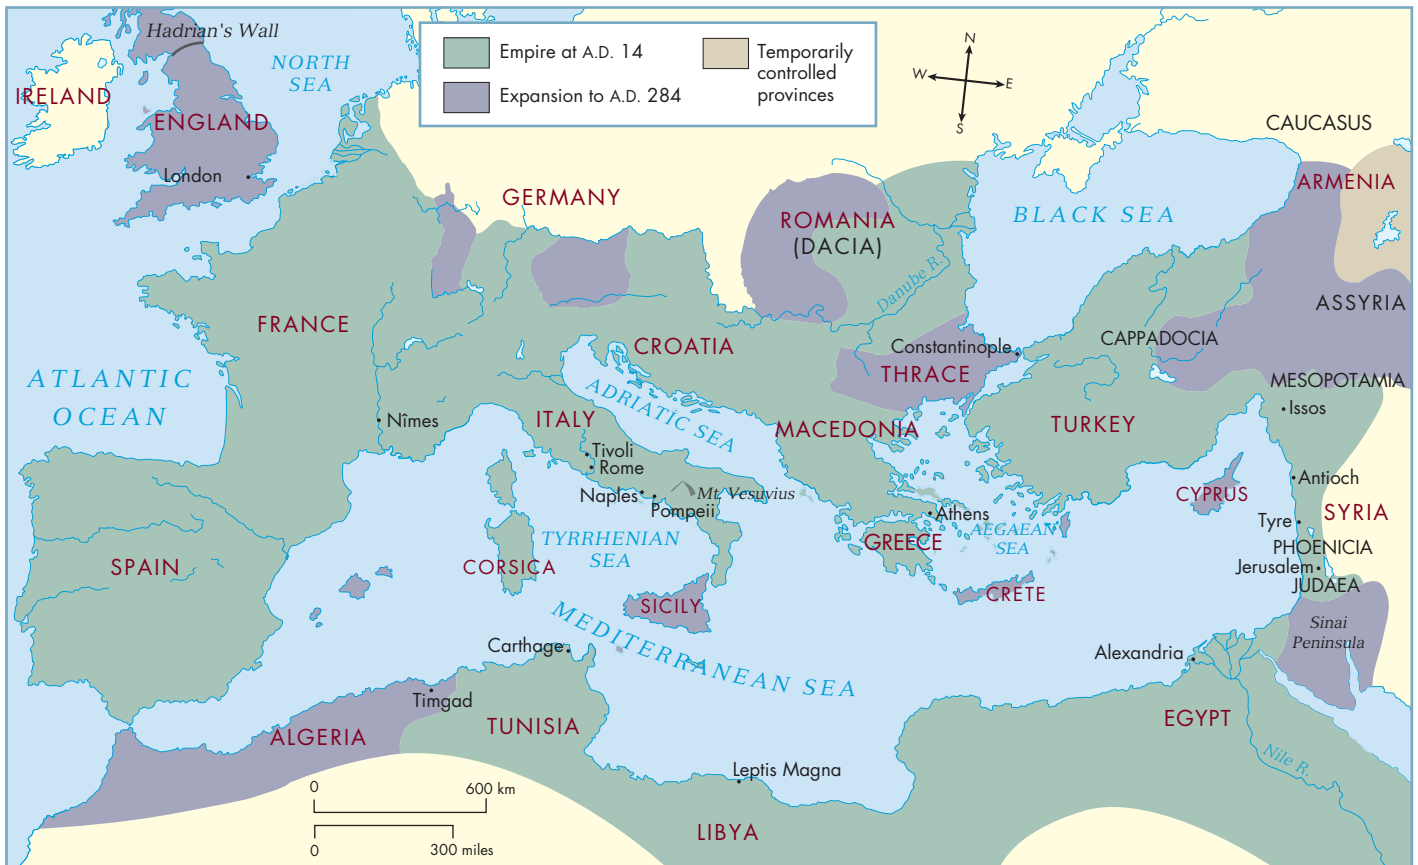 Hadrian's Wall
NORTH
SEA
Empire at A.D. 14
Expansion to A.D. 284
Temporarily
controlled
provinces
N
W
E
S
IRELAND
ENGLAND
London
CAUCASUS
GERMANY
ROMANIA
(DACIA)
BLACK SEA
ARMENIA
Danube R.
ASSYRIA
FRANCE
CROATIA
Constantinople
CAPPADOCIA
THRACE
MESOPOTAMIA
ATLANTIC
OCEAN
Nîmes
ITALY
ADRIATIC SEA
MACEDONIA
TURKEY
Issos
Tivoli
Rome
Naples
Pompeii
Mt. Vesuvius
Antioch
CYPRUS
SYRIA
Athens
AEGAEAN
SEA
GREECE
Tyre
PHOENICIA
Jerusalem
JUDAEA
SPAIN
CORSICA
TYRRHENIAN
SEA
SICILY
CRETE
Sinai
Peninsula
MEDITERRANEAN SEA
Carthage
Alexandria
Timgad
ALGERIA
TUNISIA
EGYPT
Nile R.
Leptis Magna
LIBYA
0
600 km
0
300 miles